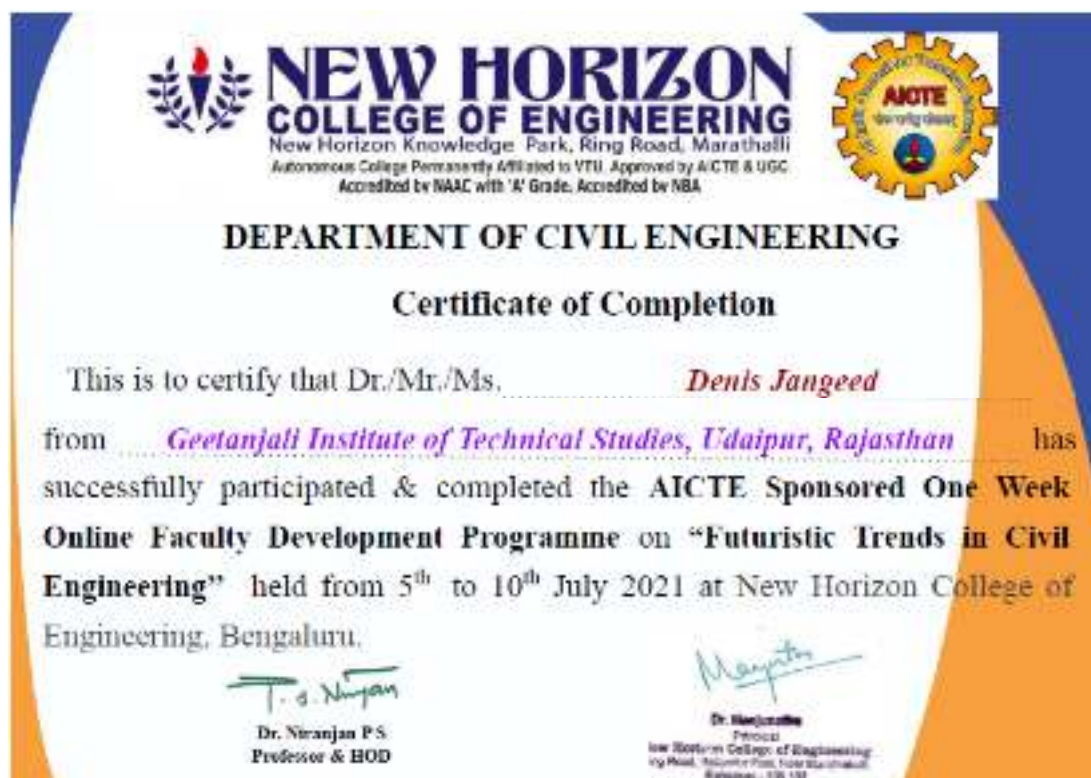 NEW HORIZON
COLLEGE OF ENGINEERING
New Horizon Knowledge Park, Ring Road, Marathalli
Autonomous College Permanently Affiliated to VTU, Approved by AICTE & UGC
Accredited by NAAC with 'A' Grade, Accredited by NBA
AICTE
DEPARTMENT OF CIVIL ENGINEERING
Certificate of Completion
This is to certify that Dr./Mr./Ms. Denis Jangeed
from Geetanjali Institute of Technical Studies, Udaipur, Rajasthan has
successfully participated & completed the AICTE Sponsored One Week
Online Faculty Development Programme on “Futuristic Trends in Civil
Engineering” held from 5th to 10th July 2021 at New Horizon College of
Engineering, Bengaluru.
Dr. Niranjan P S
Professor & HOD
Dr. Manjunatha
Principal
College of Engineering